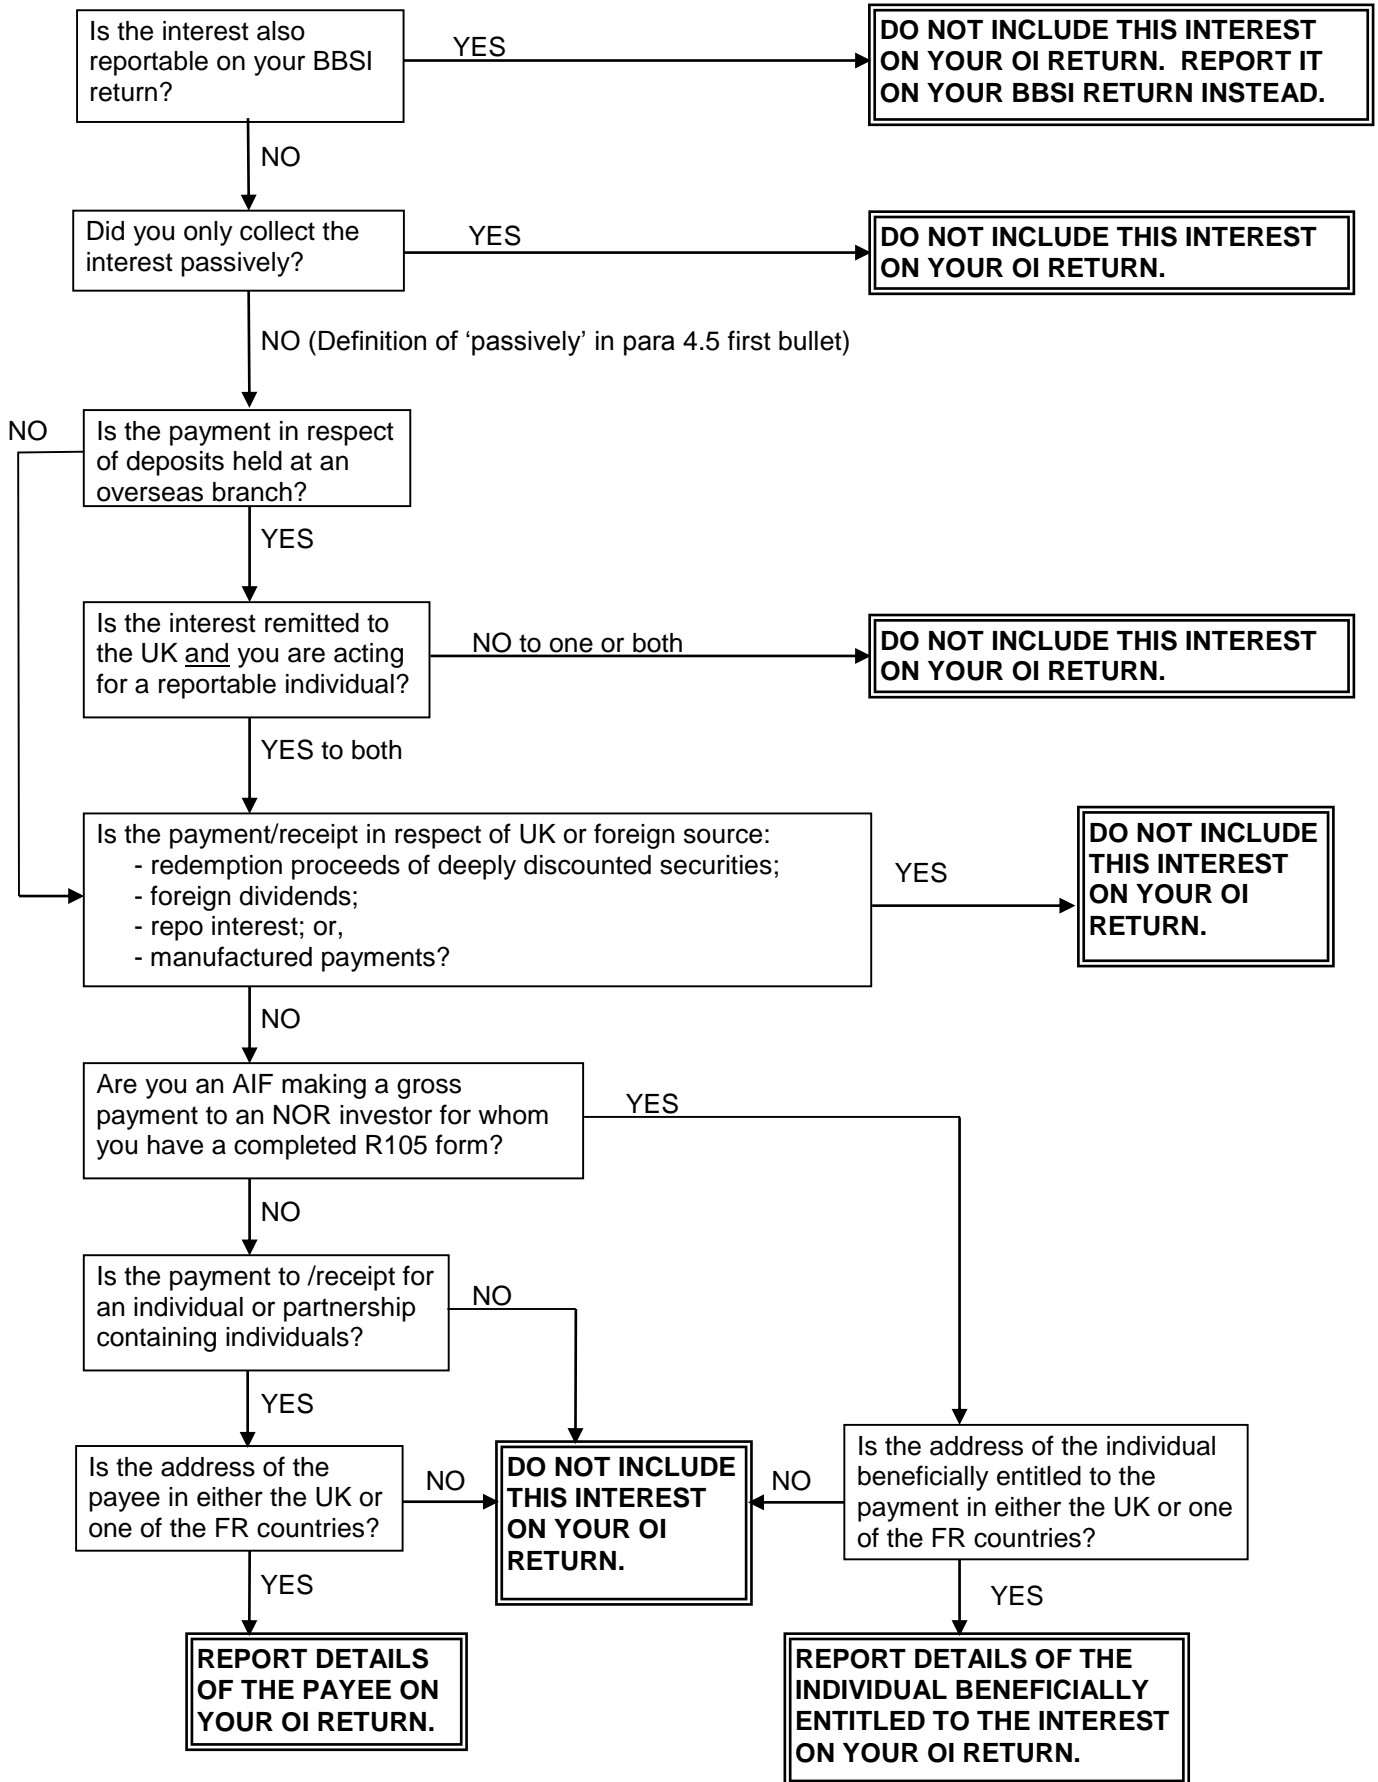 Is the interest also
reportable on your BBSI
return?
YES
DO NOT INCLUDE THIS INTEREST
ON YOUR OI RETURN.  REPORT IT
ON YOUR BBSI RETURN INSTEAD.
NO
Did you only collect the
interest passively?
YES
DO NOT INCLUDE THIS INTEREST
ON YOUR OI RETURN.
NO (Definition of ‘passively’ in para 4.5 first bullet)
NO
Is the payment in respect
of deposits held at an
overseas branch?
YES
Is the interest remitted to
the UK and you are acting
for a reportable individual?
NO to one or both
DO NOT INCLUDE THIS INTEREST
ON YOUR OI RETURN.
YES to both
Is the payment/receipt in respect of UK or foreign source:
- redemption proceeds of deeply discounted securities;
- foreign dividends;
- repo interest; or,
- manufactured payments?
YES
DO NOT INCLUDE
THIS INTEREST
ON YOUR OI
RETURN.
NO
Are you an AIF making a gross
payment to an NOR investor for whom
you have a completed R105 form?
YES
NO
Is the payment to /receipt for
an individual or partnership
containing individuals?
NO
YES
Is the address of the
payee in either the UK or
one of the FR countries?
NO
DO NOT INCLUDE
THIS INTEREST
ON YOUR OI
RETURN.
NO
Is the address of the individual
beneficially entitled to the
payment in either the UK or one
of the FR countries?
YES
YES
REPORT DETAILS
OF THE PAYEE ON
YOUR OI RETURN.
REPORT DETAILS OF THE
INDIVIDUAL BENEFICIALLY
ENTITLED TO THE INTEREST
ON YOUR OI RETURN.